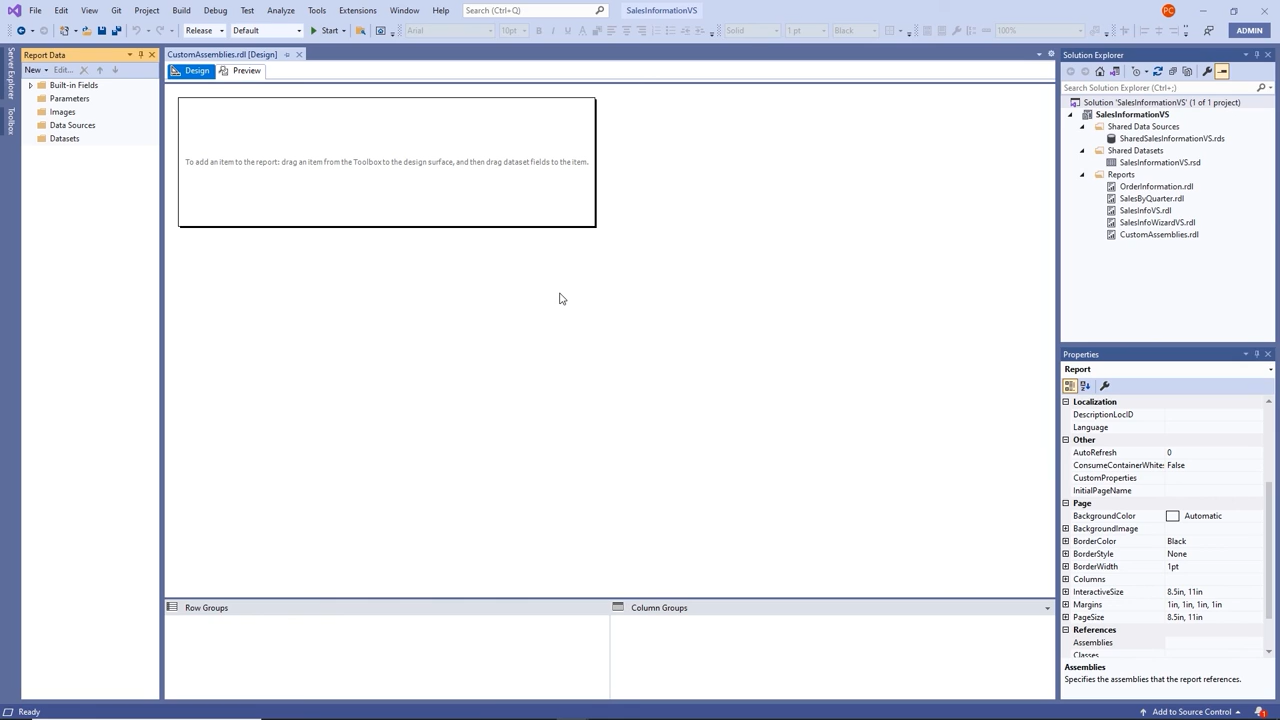 File Edit View Git Project Build Debug Test Analyze Tools Extensions Window Help Search (Ctrl+Q) SalesInformationVS PC
Release Default Start Arial 10pt Solid 1 pt Black 100% ADMIN
Server Explorer
Toolbox
Report Data
New Edit...
Built-in Fields
Parameters
Images
Data Sources
Datasets
CustomAssemblies.rdl [Design]
Design Preview
To add an item to the report: drag an item from the Toolbox to the design surface, and then drag dataset fields to the item.
Row Groups
Column Groups
Solution Explorer
Search Solution Explorer (Ctrl+;)
Solution 'SalesInformationVS' (1 of 1 project)
SalesInformationVS
Shared Data Sources
SharedSalesInformationVS.rds
Shared Datasets
SalesInformationVS.rsd
Reports
OrderInformation.rdl
SalesByQuarter.rdl
SalesInfoVS.rdl
SalesInfoWizardVS.rdl
CustomAssemblies.rdl
Properties
Report
Localization
DescriptionLocID
Language
Other
AutoRefresh 0
ConsumeContainerWhites False
CustomProperties
InitialPageName
Page
BackgroundColor Automatic
BackgroundImage
BorderColor Black
BorderStyle None
BorderWidth 1pt
Columns
InteractiveSize 8.5in, 11in
Margins 1in, 1in, 1in, 1in
PageSize 8.5in, 11in
References
Assemblies
Classes
Assemblies
Specifies the assemblies that the report references.
Ready
Add to Source Control 1